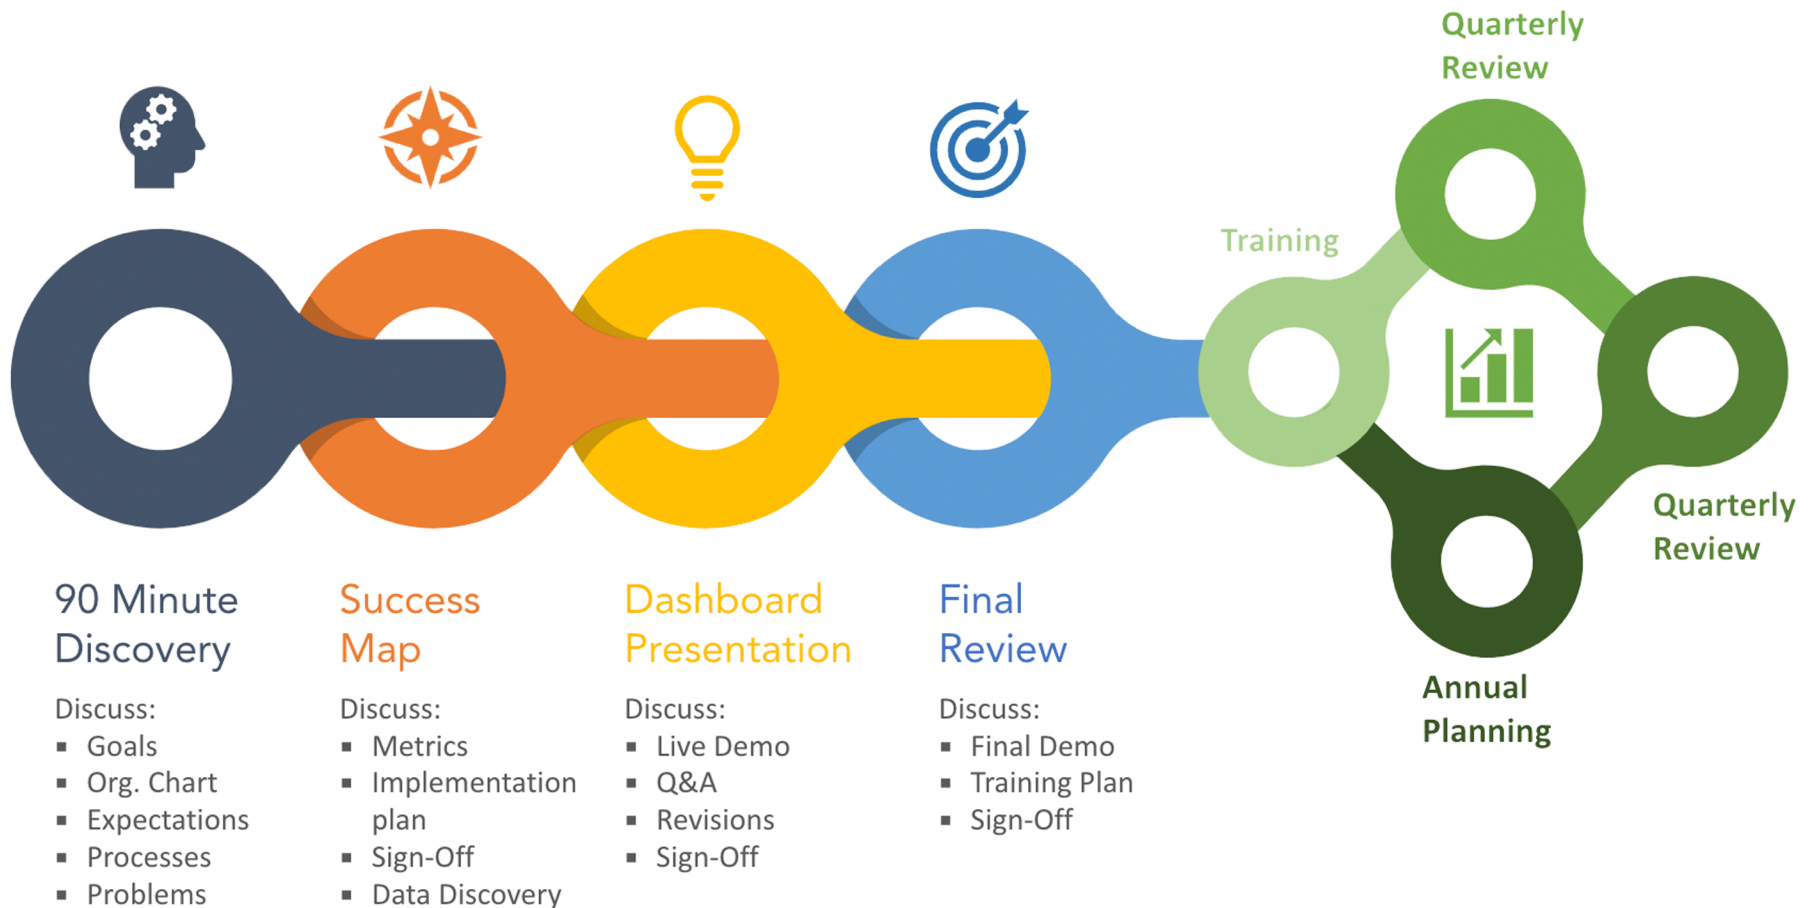 Quarterly
Review
Training
Quarterly
Review
Annual
Planning
90 Minute
Discovery
Discuss:
▪ Goals
▪ Org. Chart
▪ Expectations
▪ Processes
▪ Problems
Success
Map
Discuss:
▪ Metrics
▪ Implementation
plan
▪ Sign-Off
▪ Data Discovery
Dashboard
Presentation
Discuss:
▪ Live Demo
▪ Q&A
▪ Revisions
▪ Sign-Off
Final
Review
Discuss:
▪ Final Demo
▪ Training Plan
▪ Sign-Off